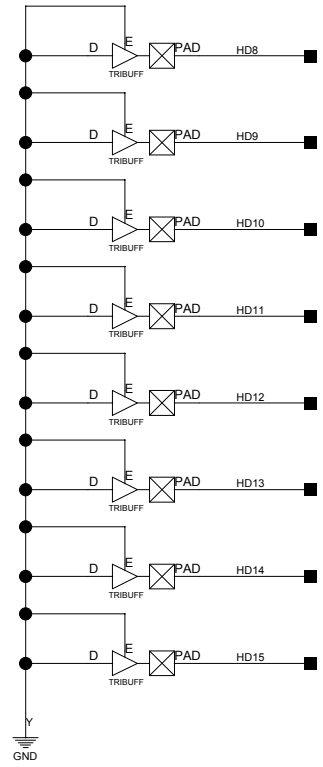 E
D PAD HD8
TRIBUFF
E
D PAD HD9
TRIBUFF
E
D PAD HD10
TRIBUFF
E
D PAD HD11
TRIBUFF
E
D PAD HD12
TRIBUFF
E
D PAD HD13
TRIBUFF
E
D PAD HD14
TRIBUFF
E
D PAD HD15
TRIBUFF
Y
GND